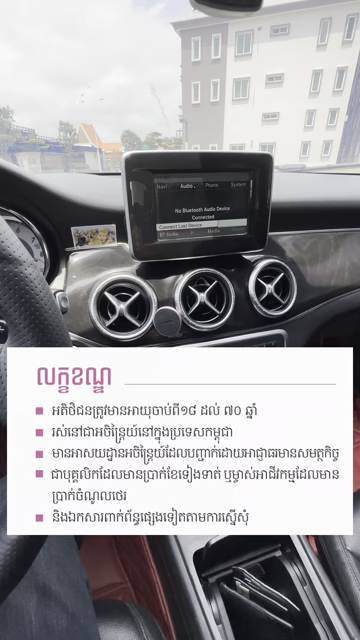 Navi Audio Phone System
No Bluetooth Audio Device
Connected
Connect Last Device
BT Audio Media
លក្ខខណ្ឌ
អតិថិជនត្រូវមានអាយុចាប់ពី១៨ ដល់ ៧០ ឆ្នាំ
រស់នៅជាអចិន្ត្រៃយ៍នៅក្នុងប្រទេសកម្ពុជា
មានអាសយដ្ឋានអចិន្ត្រៃយ៍ដែលបញ្ជាក់ដោយអាជ្ញាធរមានសមត្ថកិច្ច
ជាបុគ្គលិកដែលមានប្រាក់ខែទៀងទាត់ ឬម្ចាស់អាជីវកម្មដែលមាន
ប្រាក់ចំណូលថេរ
និងឯកសារពាក់ព័ន្ធផ្សេងទៀតតាមការស្នើសុំ